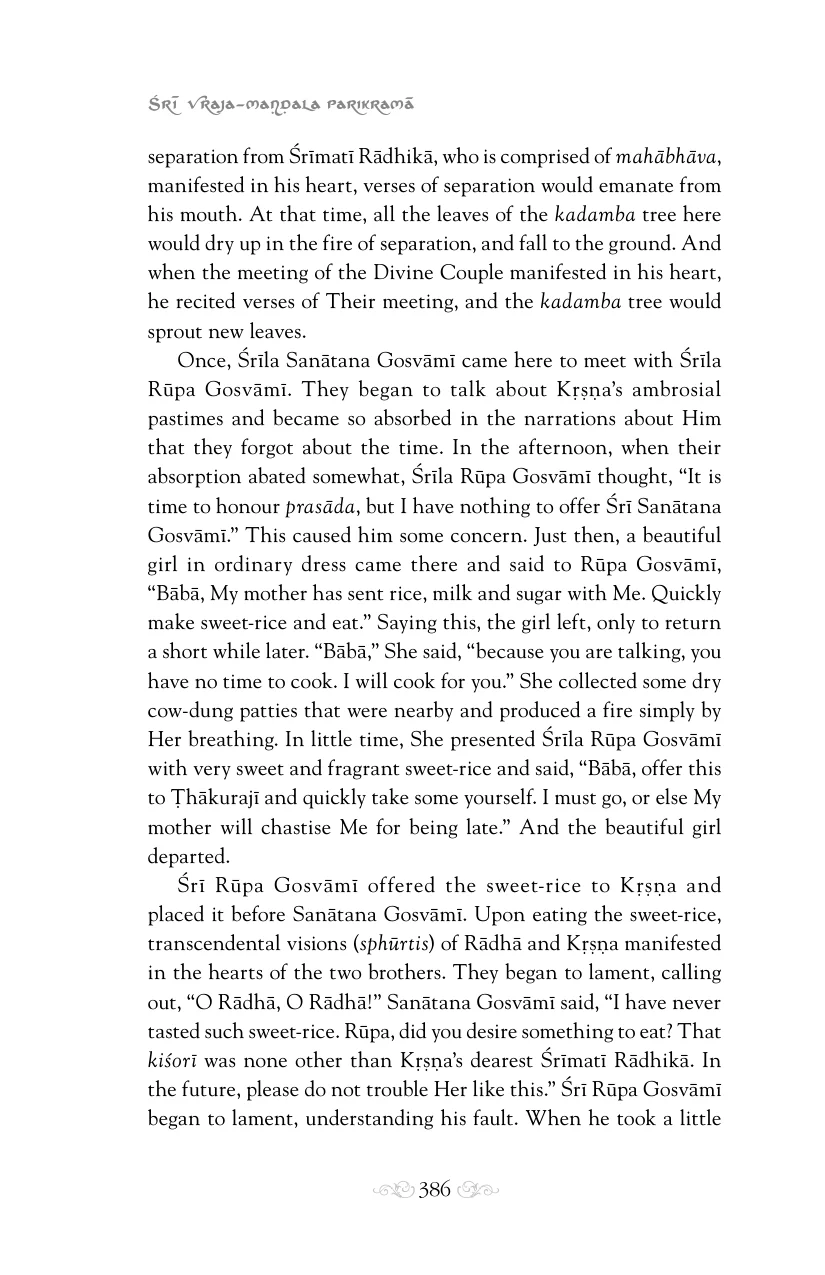 Śrī Vraja-maṇḍala Parikramā
separation from Śrīmatī Rādhikā, who is comprised of mahābhāva,
manifested in his heart, verses of separation would emanate from
his mouth. At that time, all the leaves of the kadamba tree here
would dry up in the fire of separation, and fall to the ground. And
when the meeting of the Divine Couple manifested in his heart,
he recited verses of Their meeting, and the kadamba tree would
sprout new leaves.
Once, Śrīla Sanātana Gosvāmī came here to meet with Śrīla
Rūpa Gosvāmī. They began to talk about Kṛṣṇa’s ambrosial
pastimes and became so absorbed in the narrations about Him
that they forgot about the time. In the afternoon, when their
absorption abated somewhat, Śrīla Rūpa Gosvāmī thought, “It is
time to honour prasāda, but I have nothing to offer Śrī Sanātana
Gosvāmī.” This caused him some concern. Just then, a beautiful
girl in ordinary dress came there and said to Rūpa Gosvāmī,
“Bābā, My mother has sent rice, milk and sugar with Me. Quickly
make sweet-rice and eat.” Saying this, the girl left, only to return
a short while later. “Bābā,” She said, “because you are talking, you
have no time to cook. I will cook for you.” She collected some dry
cow-dung patties that were nearby and produced a fire simply by
Her breathing. In little time, She presented Śrīla Rūpa Gosvāmī
with very sweet and fragrant sweet-rice and said, “Bābā, offer this
to Ṭhākurajī and quickly take some yourself. I must go, or else My
mother will chastise Me for being late.” And the beautiful girl
departed.
Śrī Rūpa Gosvāmī offered the sweet-rice to Kṛṣṇa and
placed it before Sanātana Gosvāmī. Upon eating the sweet-rice,
transcendental visions (sphūrtis) of Rādhā and Kṛṣṇa manifested
in the hearts of the two brothers. They began to lament, calling
out, “O Rādhā, O Rādhā!” Sanātana Gosvāmī said, “I have never
tasted such sweet-rice. Rūpa, did you desire something to eat? That
kiśorī was none other than Kṛṣṇa’s dearest Śrīmatī Rādhikā. In
the future, please do not trouble Her like this.” Śrī Rūpa Gosvāmī
began to lament, understanding his fault. When he took a little
386